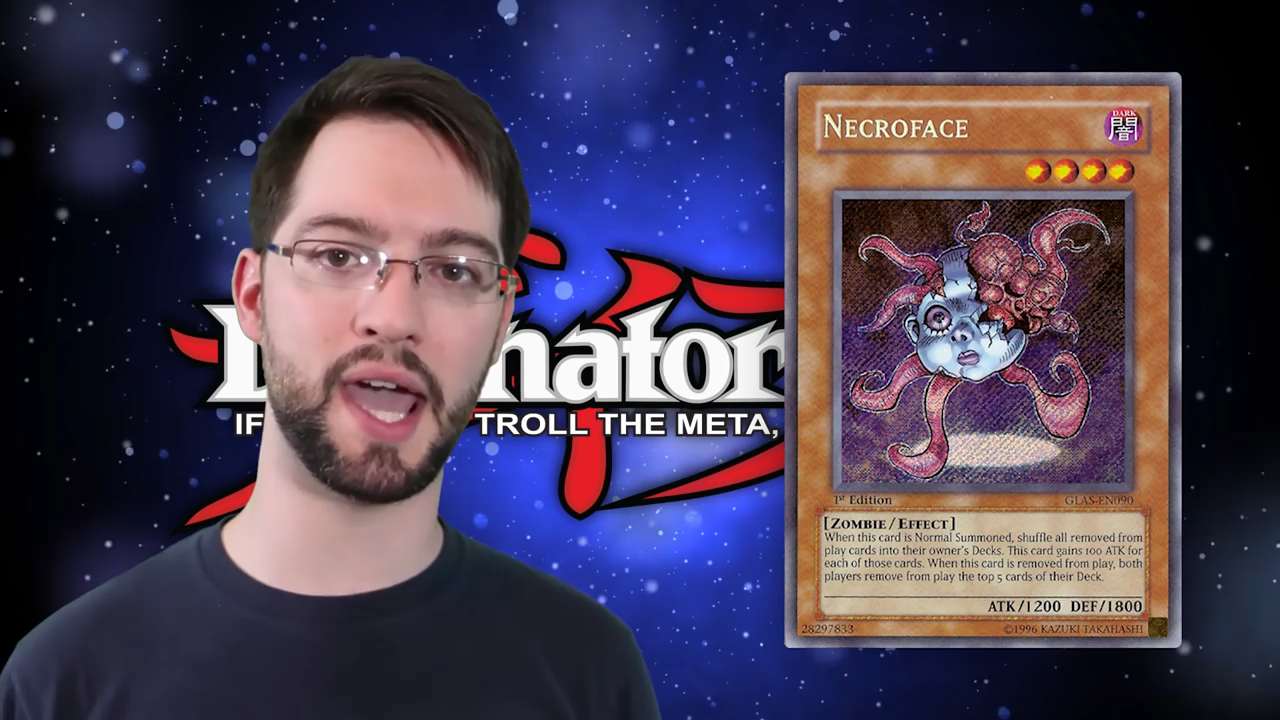 IF
TROLL THE META,
NECROFACE
DARK
闇
1st Edition
GLAS-EN090
[ZOMBIE/EFFECT]
When this card is Normal Summoned, shuffle all removed from
play cards into their owner's Decks. This card gains 100 ATK for
each of those cards. When this card is removed from play, both
players remove from play the top 5 cards of their Deck.
ATK/1200 DEF/1800
28297833
©1996 KAZUKI TAKAHASHI